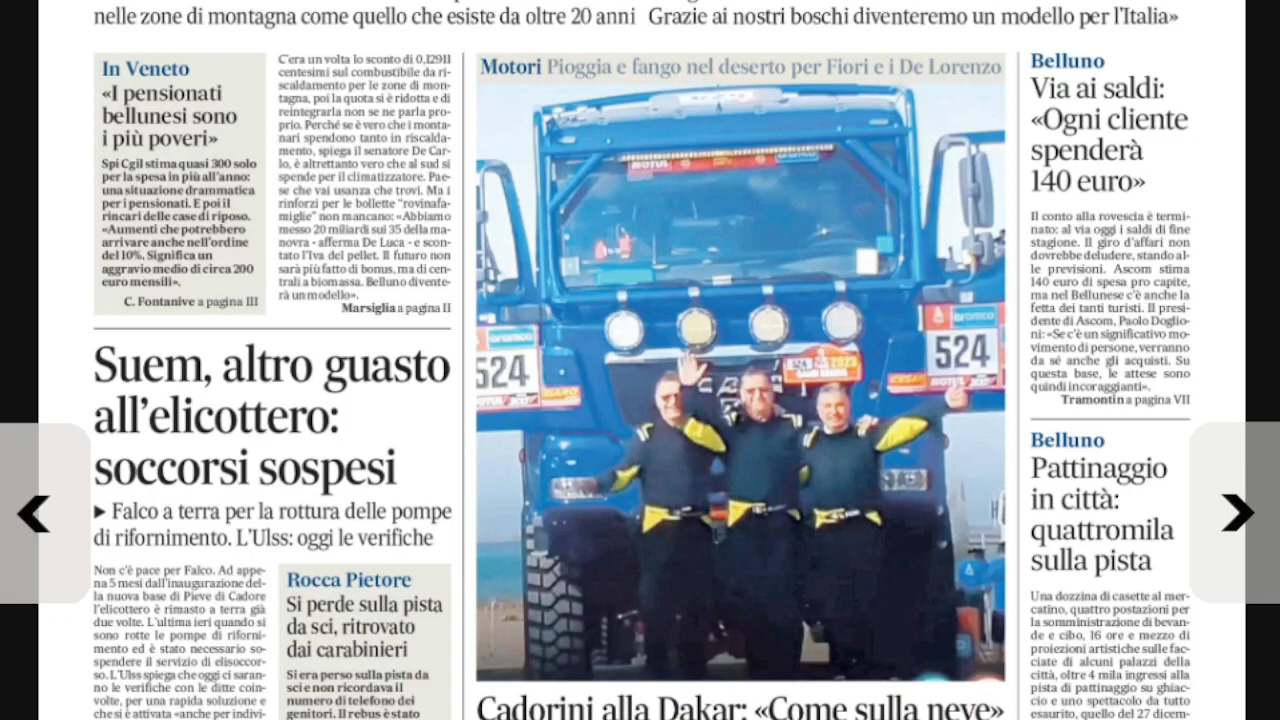 nelle zone di montagna come quello che esiste da oltre 20 anni Grazie ai nostri boschi diventeremo un modello per l'Italia»
In Veneto
«I pensionati
bellunesi sono
i più poveri»
Spi Cgil stima quasi 300 solo
per la spesa in più all'anno:
una situazione drammatica
per i pensionati. E poi il
rincari delle case di riposo.
«Aumenti che potrebbero
arrivare anche nell'ordine
del 10%. Significa un
aggravio medio di circa 200
euro mensili».
C. Fontanive a pagina III
C'era un volta lo sconto di 0,12911
centesimi sul combustibile da ri-
scaldamento per le zone di mon-
tagna, poi la quota si è ridotta e di
reintegrarla non se ne parla pro-
prio. Perché se è vero che i monta-
nari spendono tanto in riscalda-
mento, spiega il senatore De Car-
lo, è altrettanto vero che al sud si
spende per il climatizzatore. Pae-
se che vai usanza che trovi. Ma i
rinforzi per le bollette "rovinafa-
miglie" non mancano: «Abbiamo
messo 20 miliardi sui 35 della ma-
novra - afferma De Luca - e scon-
tato l'Iva del pellet. Il futuro non
sarà più fatto di bonus, ma di cen-
trali a biomassa. Belluno divente-
rà un modello».
Marsiglia a pagina II
Suem, altro guasto
all'elicottero:
soccorsi sospesi
▶ Falco a terra per la rottura delle pompe
di rifornimento. L'Ulss: oggi le verifiche
Non c'è pace per Falco. Ad appe-
na 5 mesi dall'inaugurazione del-
la nuova base di Pieve di Cadore
l'elicottero è rimasto a terra già
due volte. L'ultima ieri quando si
sono rotte le pompe di riforni-
mento ed è stato necessario so-
spendere il servizio di elisoccor-
so. L'Ulss spiega che oggi ci saran-
no le verifiche con le ditte coin-
volte, per una rapida soluzione e
che si è attivata «anche per indivi-
Rocca Pietore
Si perde sulla pista
da sci, ritrovato
dai carabinieri
Si era perso sulla pista da
sci e non ricordava il
numero di telefono dei
genitori. Il rebus è stato
Motori Pioggia e fango nel deserto per Fiori e i De Lorenzo
MOTUL
aramco
524
2023
524
MOTUL
Cadorini alla Dakar: «Come sulla neve»
Belluno
Via ai saldi:
«Ogni cliente
spenderà
140 euro»
Il conto alla rovescia è termi-
nato: al via oggi i saldi di fine
stagione. Il giro d'affari non
dovrebbe deludere, stando al-
le previsioni. Ascom stima
140 euro di spesa pro capite,
ma nel Bellunese c'è anche la
fetta dei tanti turisti. Il presi-
dente di Ascom, Paolo Doglio-
ni: «Se c'è un significativo mo-
vimento di persone, verranno
da sé anche gli acquisti. Su
questa base, le attese sono
quindi incoraggianti».
Tramontin a pagina VII
Belluno
Pattinaggio
in città:
quattromila
sulla pista
Una dozzina di casette al mer-
catino, quattro postazioni per
la somministrazione di bevan-
de e cibo, 16 ore e mezzo di
proiezioni artistiche sulle fac-
ciate di alcuni palazzi della
città, oltre 4 mila ingressi alla
pista di pattinaggio su ghiac-
cio e uno spettacolo da tutto
esaurito, quello del 27 dicem-